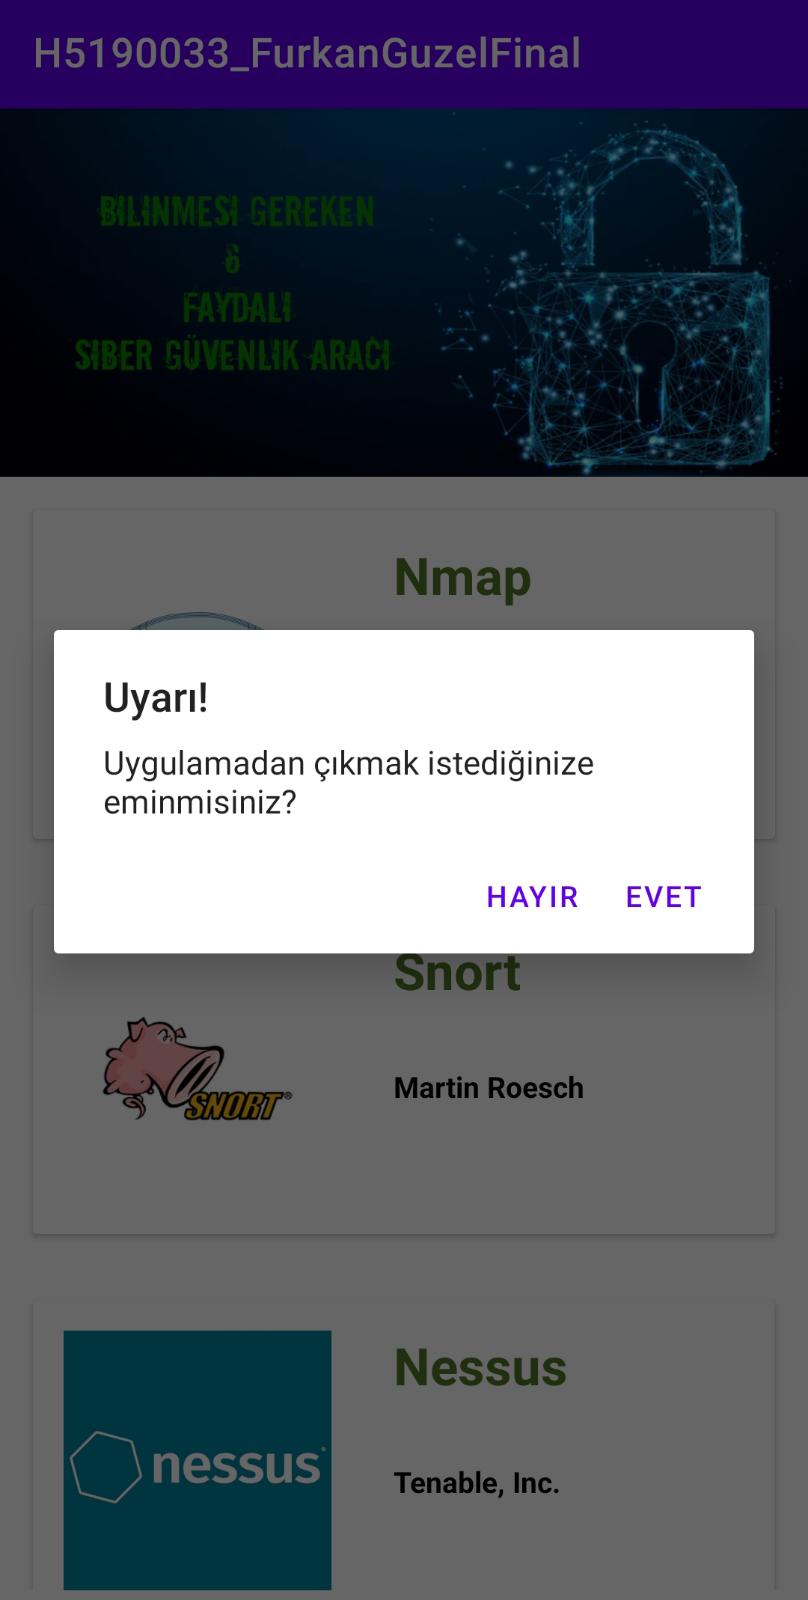 H5190033_FurkanGuzelFinal
BILINMESI GEREKEN
6
FAYDALI
SIBER GÜVENLIK ARACI
Nmap
Uyarı!
Uygulamadan çıkmak istediğinize
eminmisiniz?
HAYIR EVET
Snort
SNORT®
Martin Roesch
Nessus
nessus
Tenable, Inc.